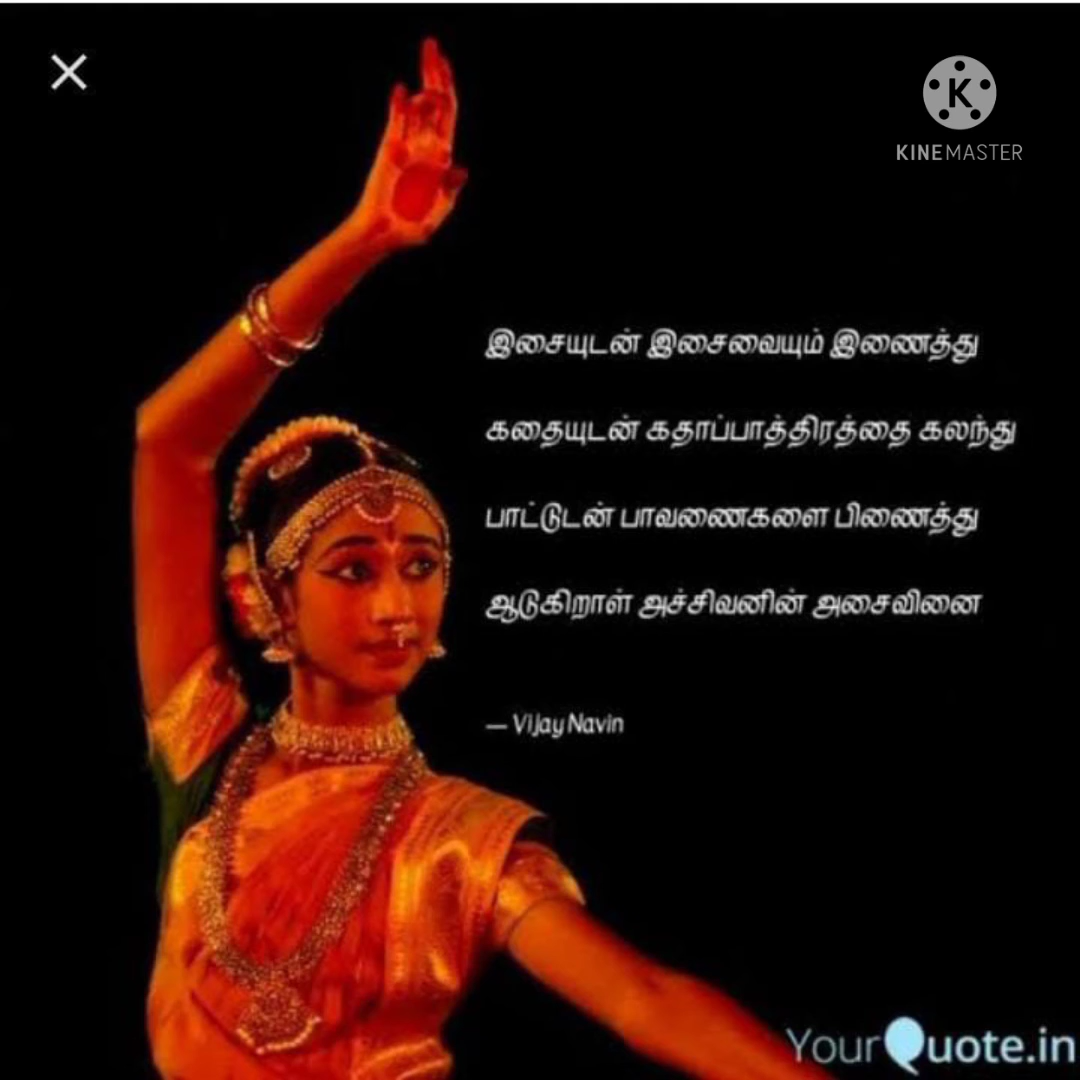 KINEMASTER
இசையுடன் இசைவையும் இணைத்து
கதையுடன் கதாப்பாத்திரத்தை கலந்து
பாட்டுடன் பாவணைகளை பிணைத்து
ஆடுகிறாள் அச்சிவனின் அசைவினை
— Vijay Navin
YourQuote.in